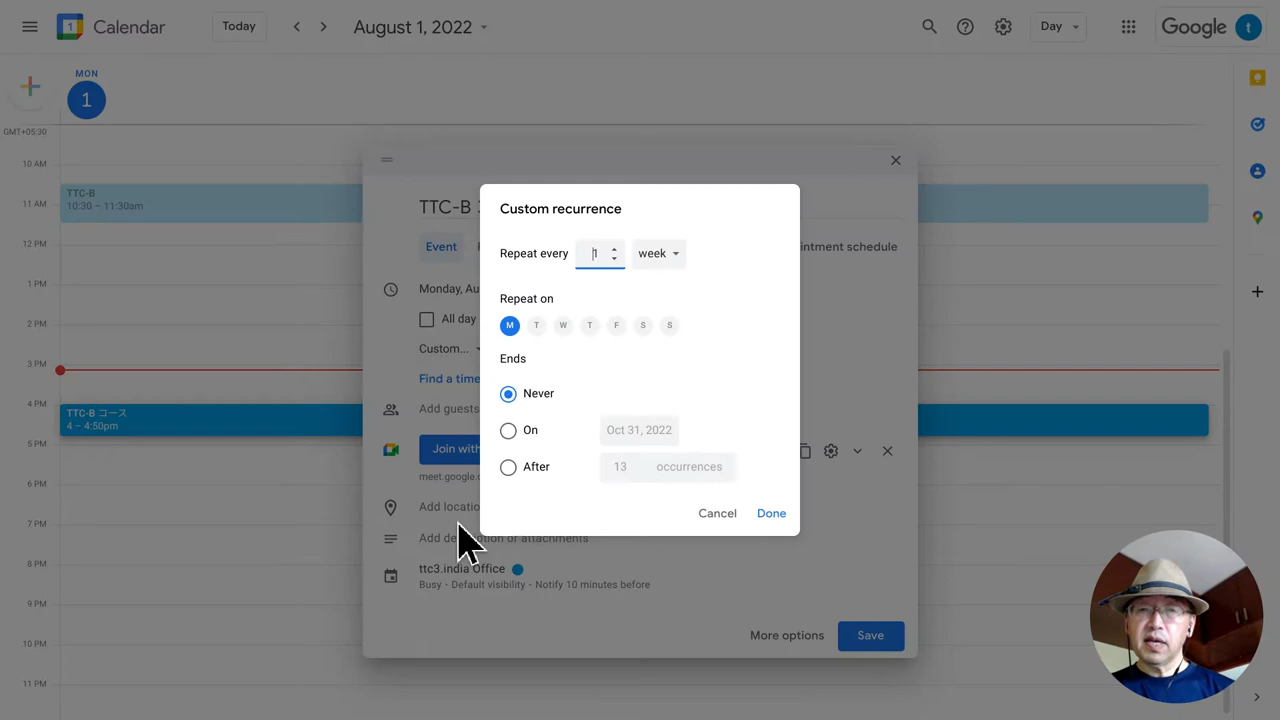 Calendar
Today
August 1, 2022
Day
Google
t
1
MON
1
GMT+05:30
10 AM
11 AM
12 PM
1 PM
2 PM
3 PM
4 PM
5 PM
6 PM
7 PM
8 PM
9 PM
10 PM
11 PM
TTC-B
10:30 – 11:30am
TTC-B コース
4 – 4:50pm
TTC-B
Event
intment schedule
Monday, Au
All day
Custom...
Find a time
Add guests
Join with
meet.google.c
Add locatio
Add description or attachments
ttc3.india Office
Busy · Default visibility · Notify 10 minutes before
More options
Save
Custom recurrence
Repeat every 1 week
Repeat on
M T W T F S S
Ends
Never
On Oct 31, 2022
After 13 occurrences
Cancel Done